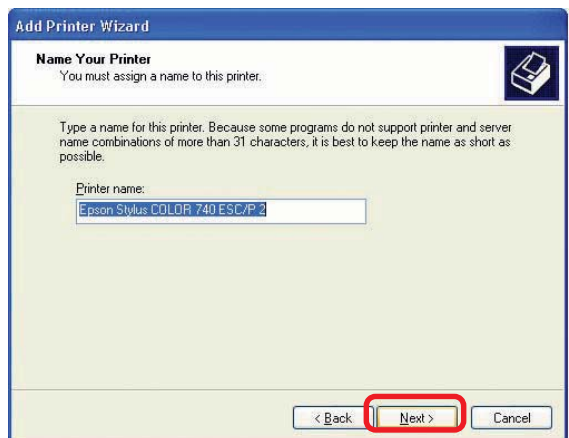 Add Printer Wizard
Name Your Printer
You must assign a name to this printer.
Type a name for this printer. Because some programs do not support printer and server
name combinations of more than 31 characters, it is best to keep the name as short as
possible.
Printer name:
Epson Stylus COLOR 740 ESC/P 2
< Back Next > Cancel